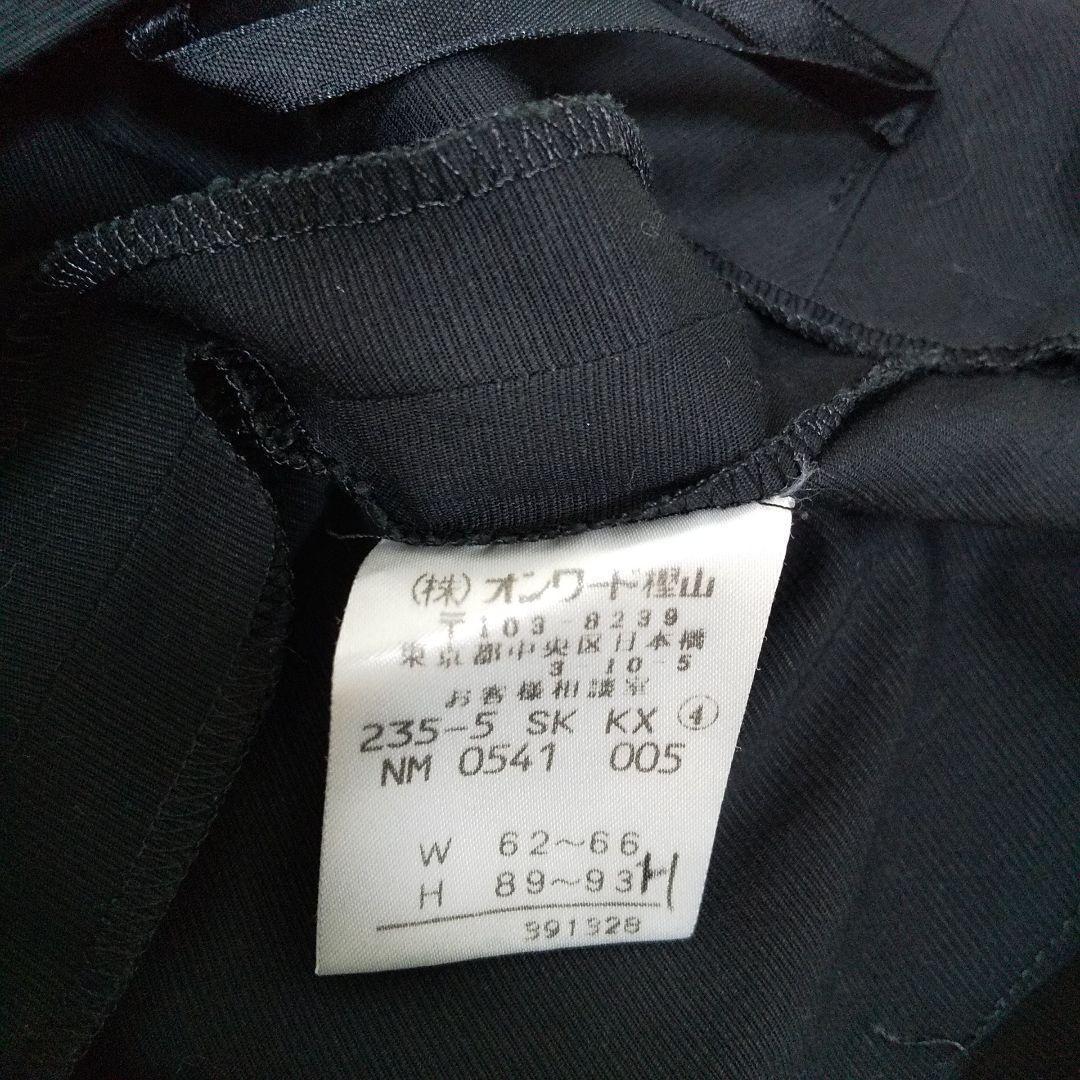 (株)オンワード樫山
〒103-8239
東京都中央区日本橋
3-10-5
お客様相談室
235-5 SK KX ④
NM 0541 005
W 62~66
H 89~93 H
391328